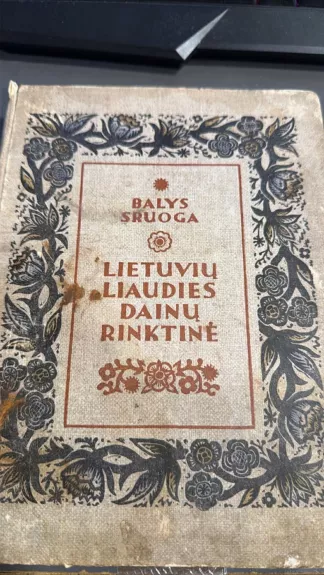 BALYS
SRUOGA
LIETUVIŲ
LIAUDIES
DAINŲ
RINKTINĖ